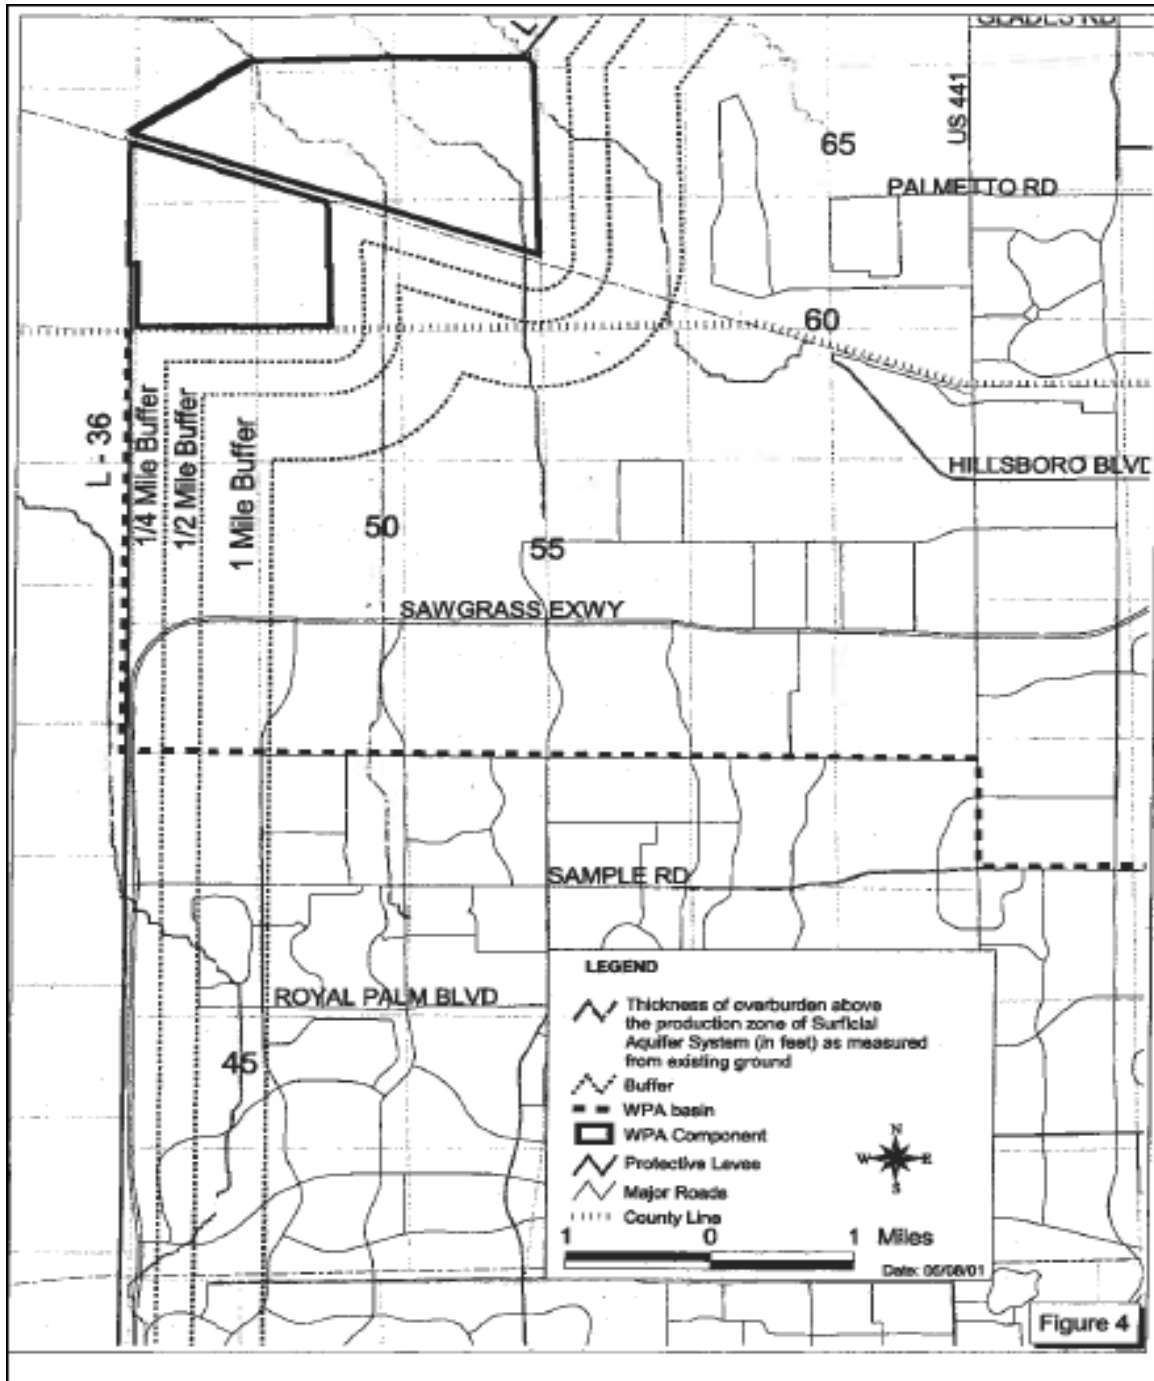 GLADES RD
US 441
65
PALMETTO RD
60
L - 36
1/4 Mile Buffer
1/2 Mile Buffer
1 Mile Buffer
HILLSBORO BLVD
50
55
SAWGRASS EXWY
SAMPLE RD
ROYAL PALM BLVD
45
LEGEND
Thickness of overburden above
the production zone of Surficial
Aquifer System (in feet) as measured
from existing ground
Buffer
WPA basin
WPA Component
Protective Levee
Major Roads
County Line
N
W E
S
1 0 1 Miles
Date: 05/08/01
Figure 4